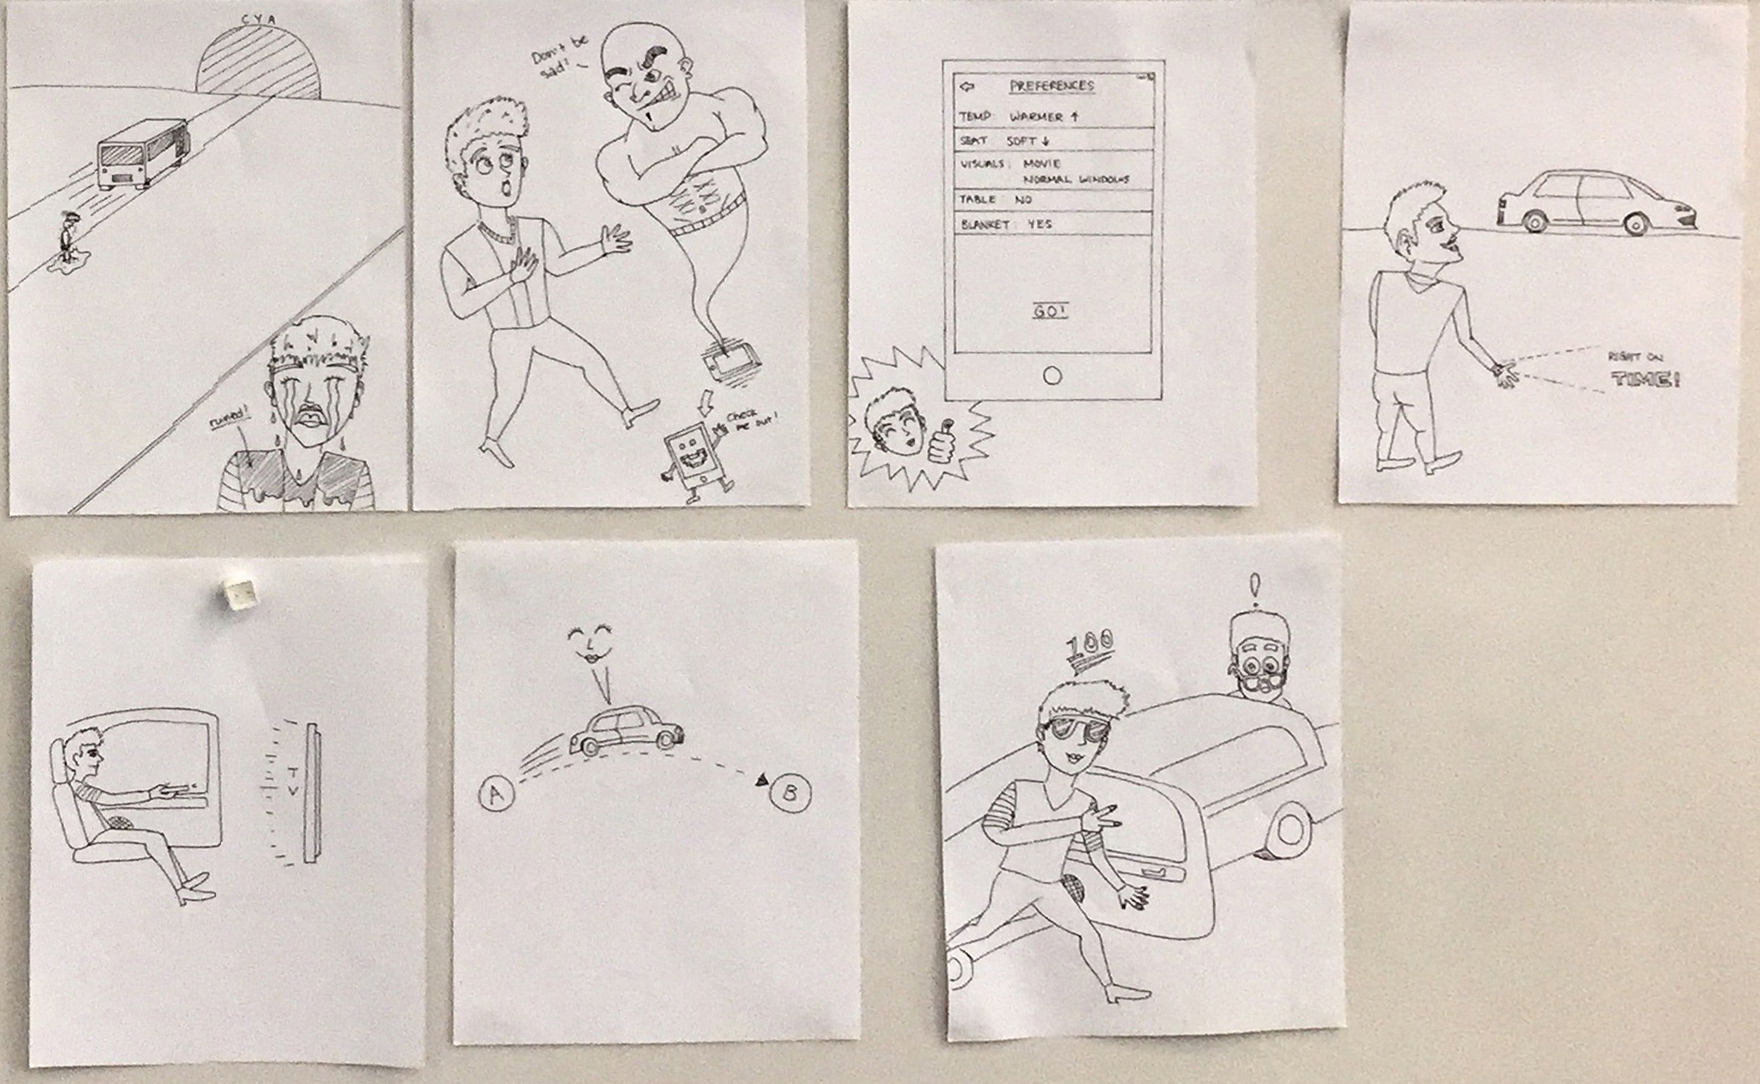 CYA
ruined!
Don't be
sad!
Check
me out!
PREFERENCES
TEMP: WARMER ↑
SEAT SOFT ↓
VISUALS: MOVIE
NORMAL WINDOWS
TABLE NO
BLANKET: YES
GO!
RIGHT ON
TIME!
TV
A
B
100
!